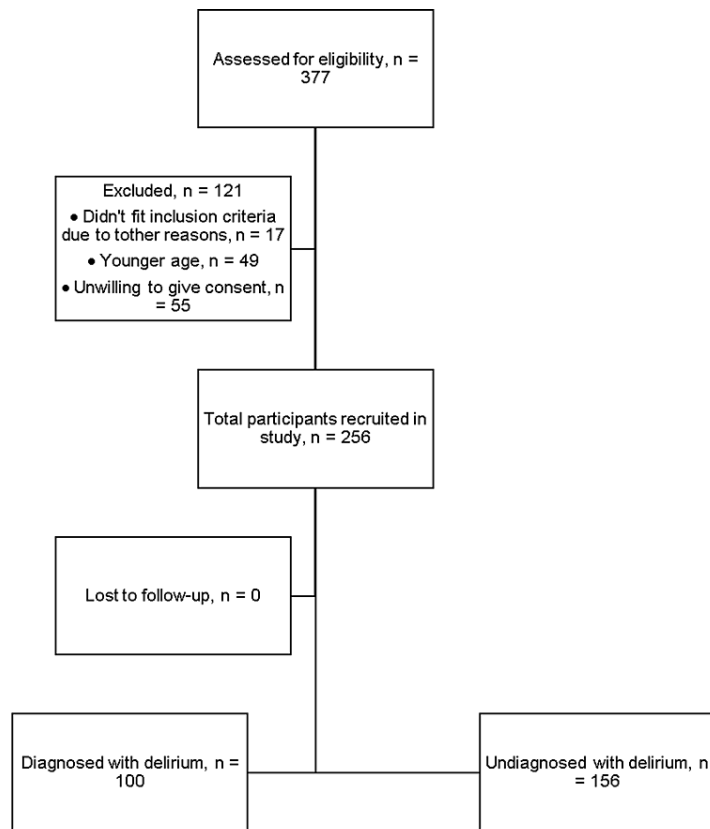 Assessed for eligibility, n =
377
Excluded, n = 121
● Didn't fit inclusion criteria
due to tother reasons, n = 17
● Younger age, n = 49
● Unwilling to give consent, n
= 55
Total participants recruited in
study, n = 256
Lost to follow-up, n = 0
Diagnosed with delirium, n =
100
Undiagnosed with delirium, n
= 156